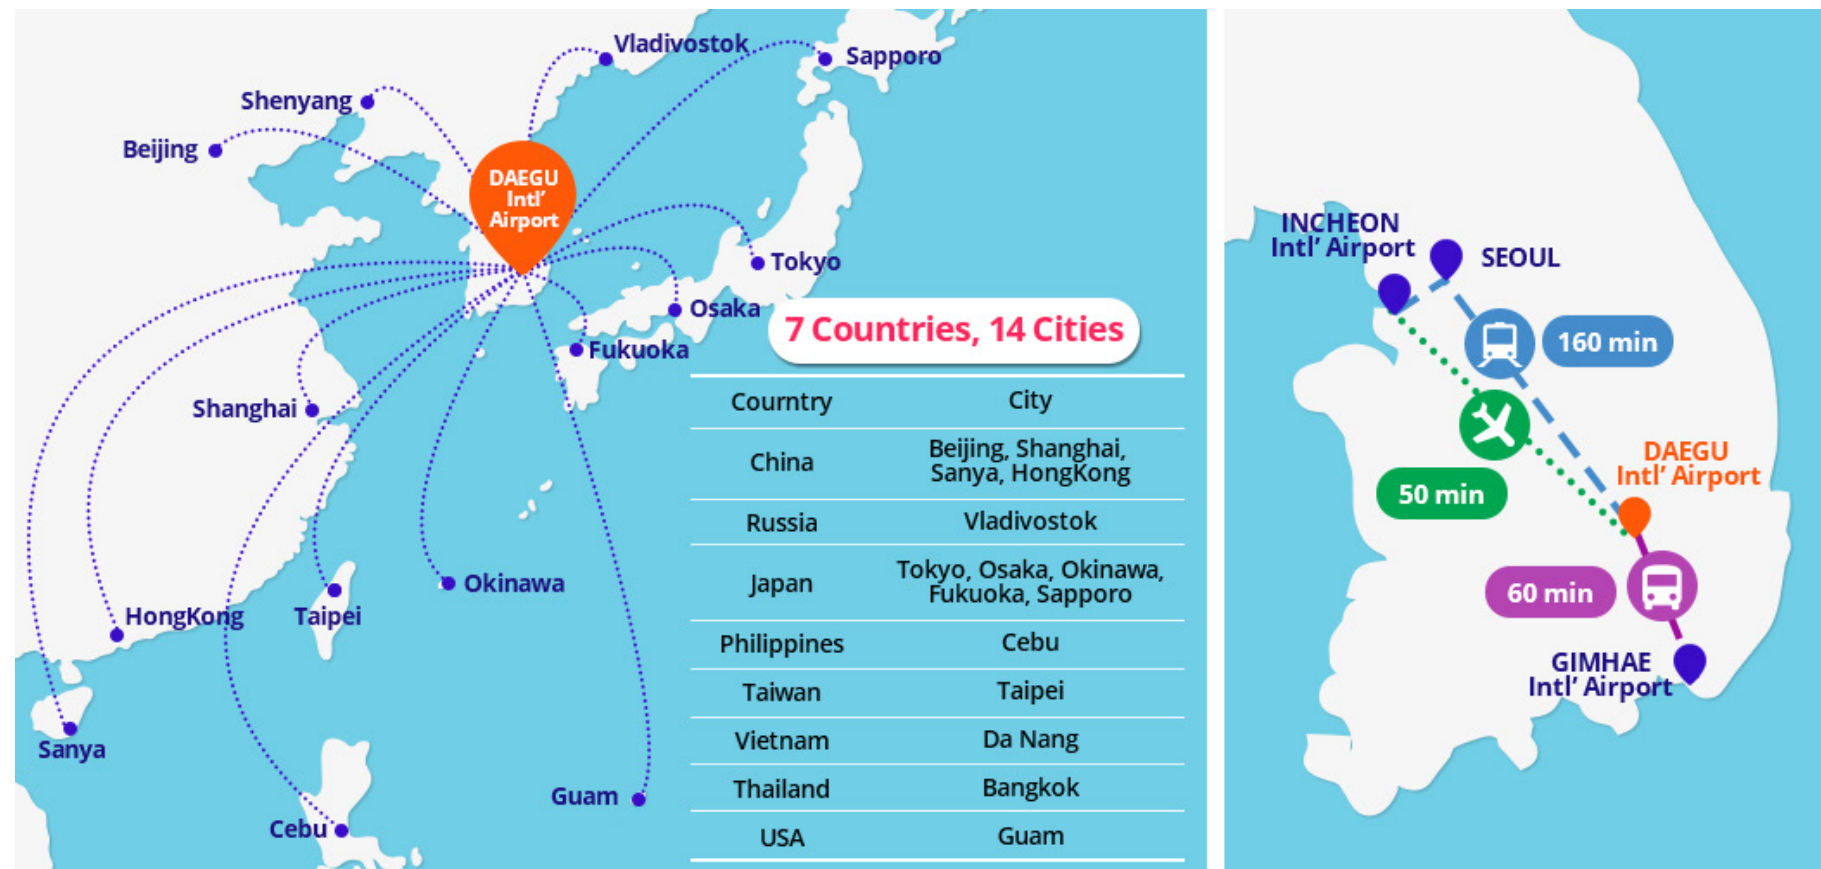 Vladivostok
Sapporo
Shenyang
Beijing
DAEGU
Intl’
Airport
Tokyo
Osaka
Fukuoka
Shanghai
Okinawa
HongKong
Taipei
Sanya
Guam
Cebu
7 Countries, 14 Cities
Courntry City
China Beijing, Shanghai,
Sanya, HongKong
Russia Vladivostok
Japan Tokyo, Osaka, Okinawa,
Fukuoka, Sapporo
Philippines Cebu
Taiwan Taipei
Vietnam Da Nang
Thailand Bangkok
USA Guam
INCHEON
Intl’ Airport
SEOUL
160 min
50 min
DAEGU
Intl’ Airport
60 min
GIMHAE
Intl’ Airport